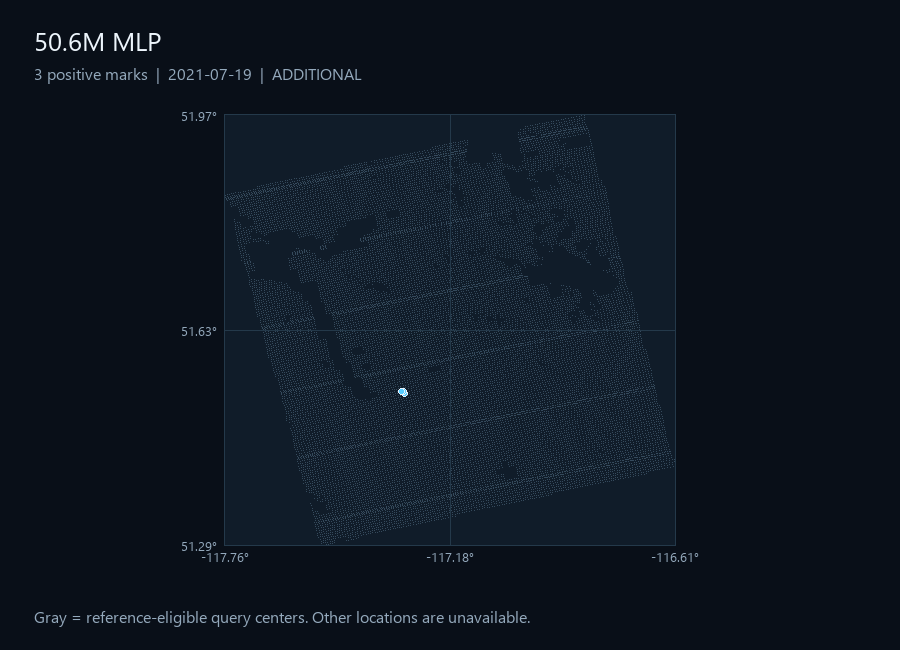 50.6M MLP
3 positive marks | 2021-07-19 | ADDITIONAL
51.97°
51.63°
51.29°
-117.76° -117.18° -116.61°
Gray = reference-eligible query centers. Other locations are unavailable.